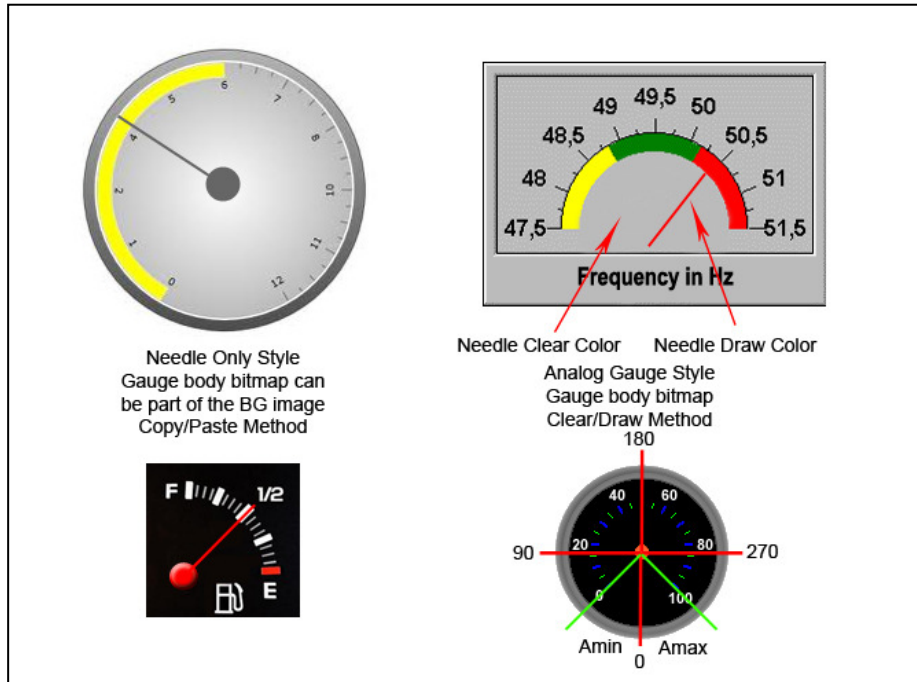 0
1
2
4
5
6
7
8
10
11
12
Needle Only Style
Gauge body bitmap can
be part of the BG image
Copy/Paste Method
47,5
48
48,5
49
49,5
50
50,5
51
51,5
Frequency in Hz
Needle Clear Color
Needle Draw Color
Analog Gauge Style
Gauge body bitmap
Clear/Draw Method
F
1/2
E
180
90
270
0
0
20
40
60
80
100
Amin
Amax